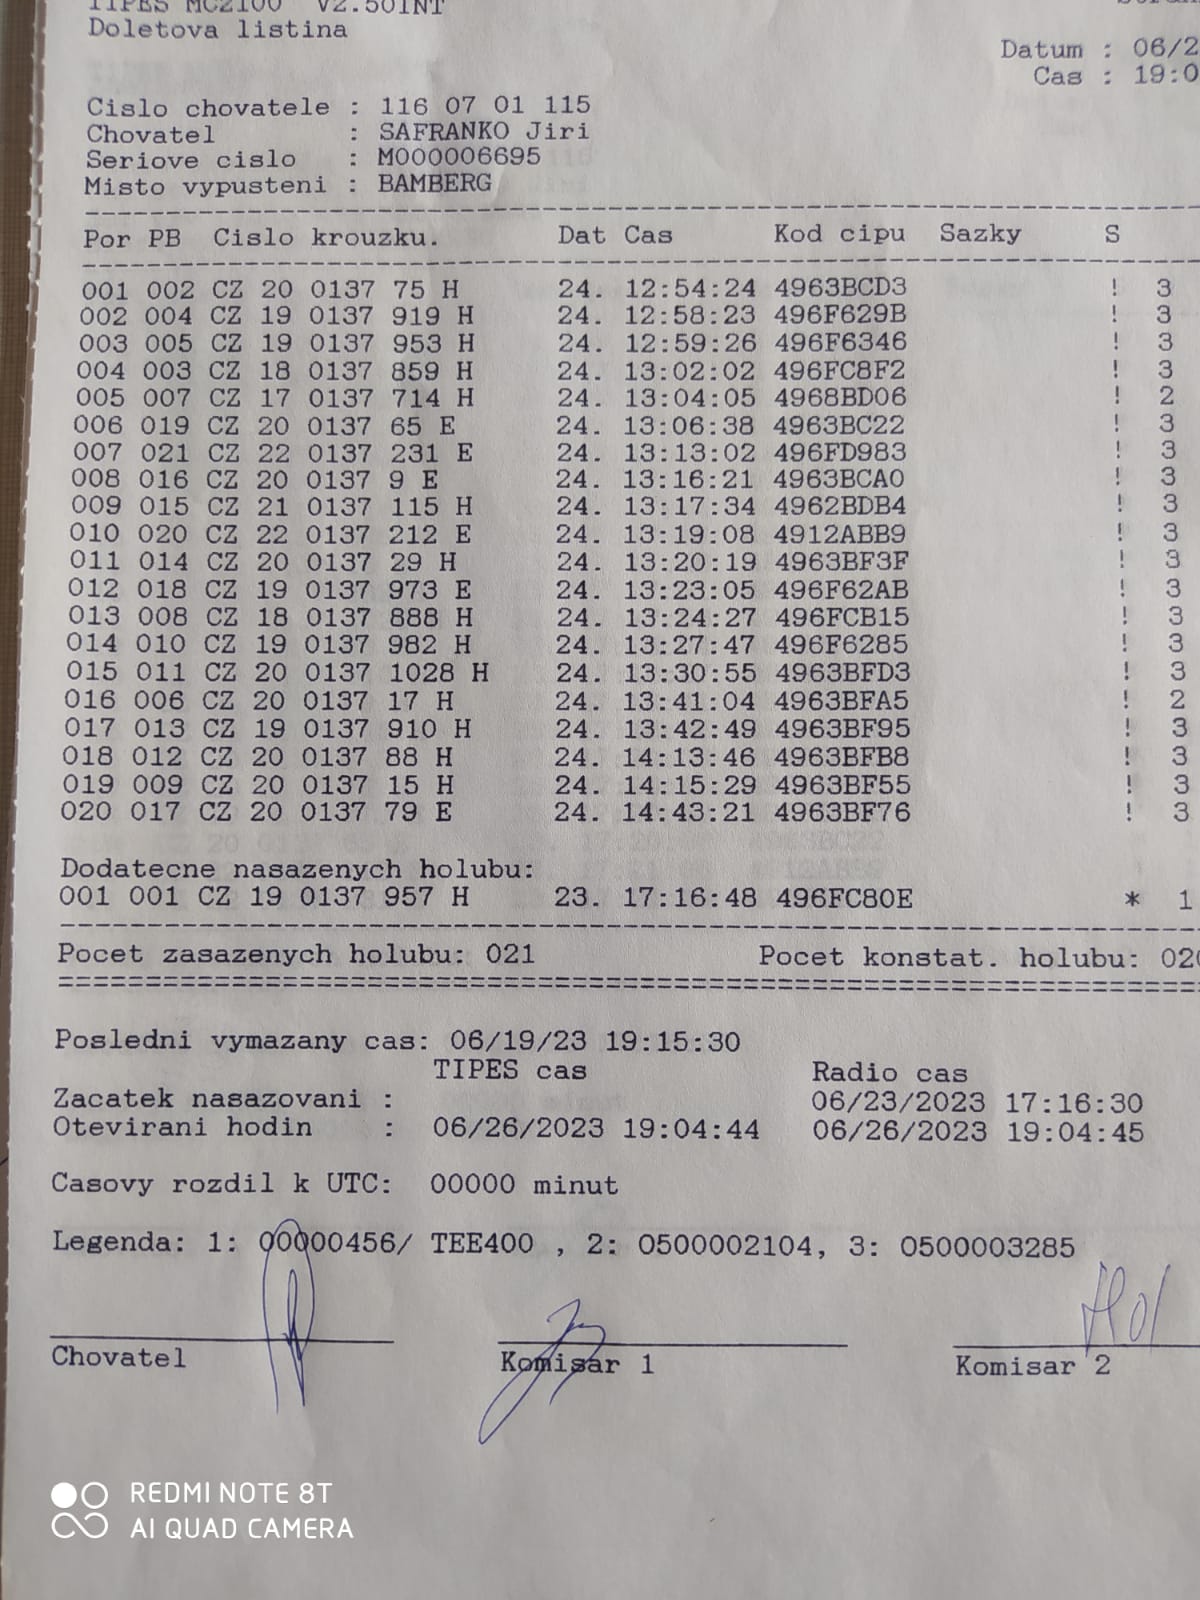 TIPES MC2100 V2.50INT
Doletova listina
Datum : 06/2
Cas : 19:0
Cislo chovatele : 116 07 01 115
Chovatel : SAFRANKO Jiri
Seriove cislo : M000006695
Misto vypusteni : BAMBERG
Por PB Cislo krouzku. Dat Cas Kod cipu Sazky S
001 002 CZ 20 0137 75 H 24. 12:54:24 4963BCD3 ! 3
002 004 CZ 19 0137 919 H 24. 12:58:23 496F629B ! 3
003 005 CZ 19 0137 953 H 24. 12:59:26 496F6346 ! 3
004 003 CZ 18 0137 859 H 24. 13:02:02 496FC8F2 ! 3
005 007 CZ 17 0137 714 H 24. 13:04:05 4968BD06 ! 2
006 019 CZ 20 0137 65 E 24. 13:06:38 4963BC22 ! 3
007 021 CZ 22 0137 231 E 24. 13:13:02 496FD983 ! 3
008 016 CZ 20 0137 9 E 24. 13:16:21 4963BCA0 ! 3
009 015 CZ 21 0137 115 H 24. 13:17:34 4962BDB4 ! 3
010 020 CZ 22 0137 212 E 24. 13:19:08 4912ABB9 ! 3
011 014 CZ 20 0137 29 H 24. 13:20:19 4963BF3F ! 3
012 018 CZ 19 0137 973 E 24. 13:23:05 496F62AB ! 3
013 008 CZ 18 0137 888 H 24. 13:24:27 496FCB15 ! 3
014 010 CZ 19 0137 982 H 24. 13:27:47 496F6285 ! 3
015 011 CZ 20 0137 1028 H 24. 13:30:55 4963BFD3 ! 3
016 006 CZ 20 0137 17 H 24. 13:41:04 4963BFA5 ! 2
017 013 CZ 19 0137 910 H 24. 13:42:49 4963BF95 ! 3
018 012 CZ 20 0137 88 H 24. 14:13:46 4963BFB8 ! 3
019 009 CZ 20 0137 15 H 24. 14:15:29 4963BF55 ! 3
020 017 CZ 20 0137 79 E 24. 14:43:21 4963BF76 ! 3
Dodatecne nasazenych holubu:
001 001 CZ 19 0137 957 H 23. 17:16:48 496FC80E * 1
Pocet zasazenych holubu: 021 Pocet konstat. holubu: 020
Posledni vymazany cas: 06/19/23 19:15:30
TIPES cas Radio cas
Zacatek nasazovani : 06/23/2023 17:16:30
Otevirani hodin : 06/26/2023 19:04:44 06/26/2023 19:04:45
Casovy rozdil k UTC: 00000 minut
Legenda: 1: 00000456/ TEE400 , 2: 0500002104, 3: 0500003285
Chovatel Komisar 1 Komisar 2
REDMI NOTE 8T
AI QUAD CAMERA